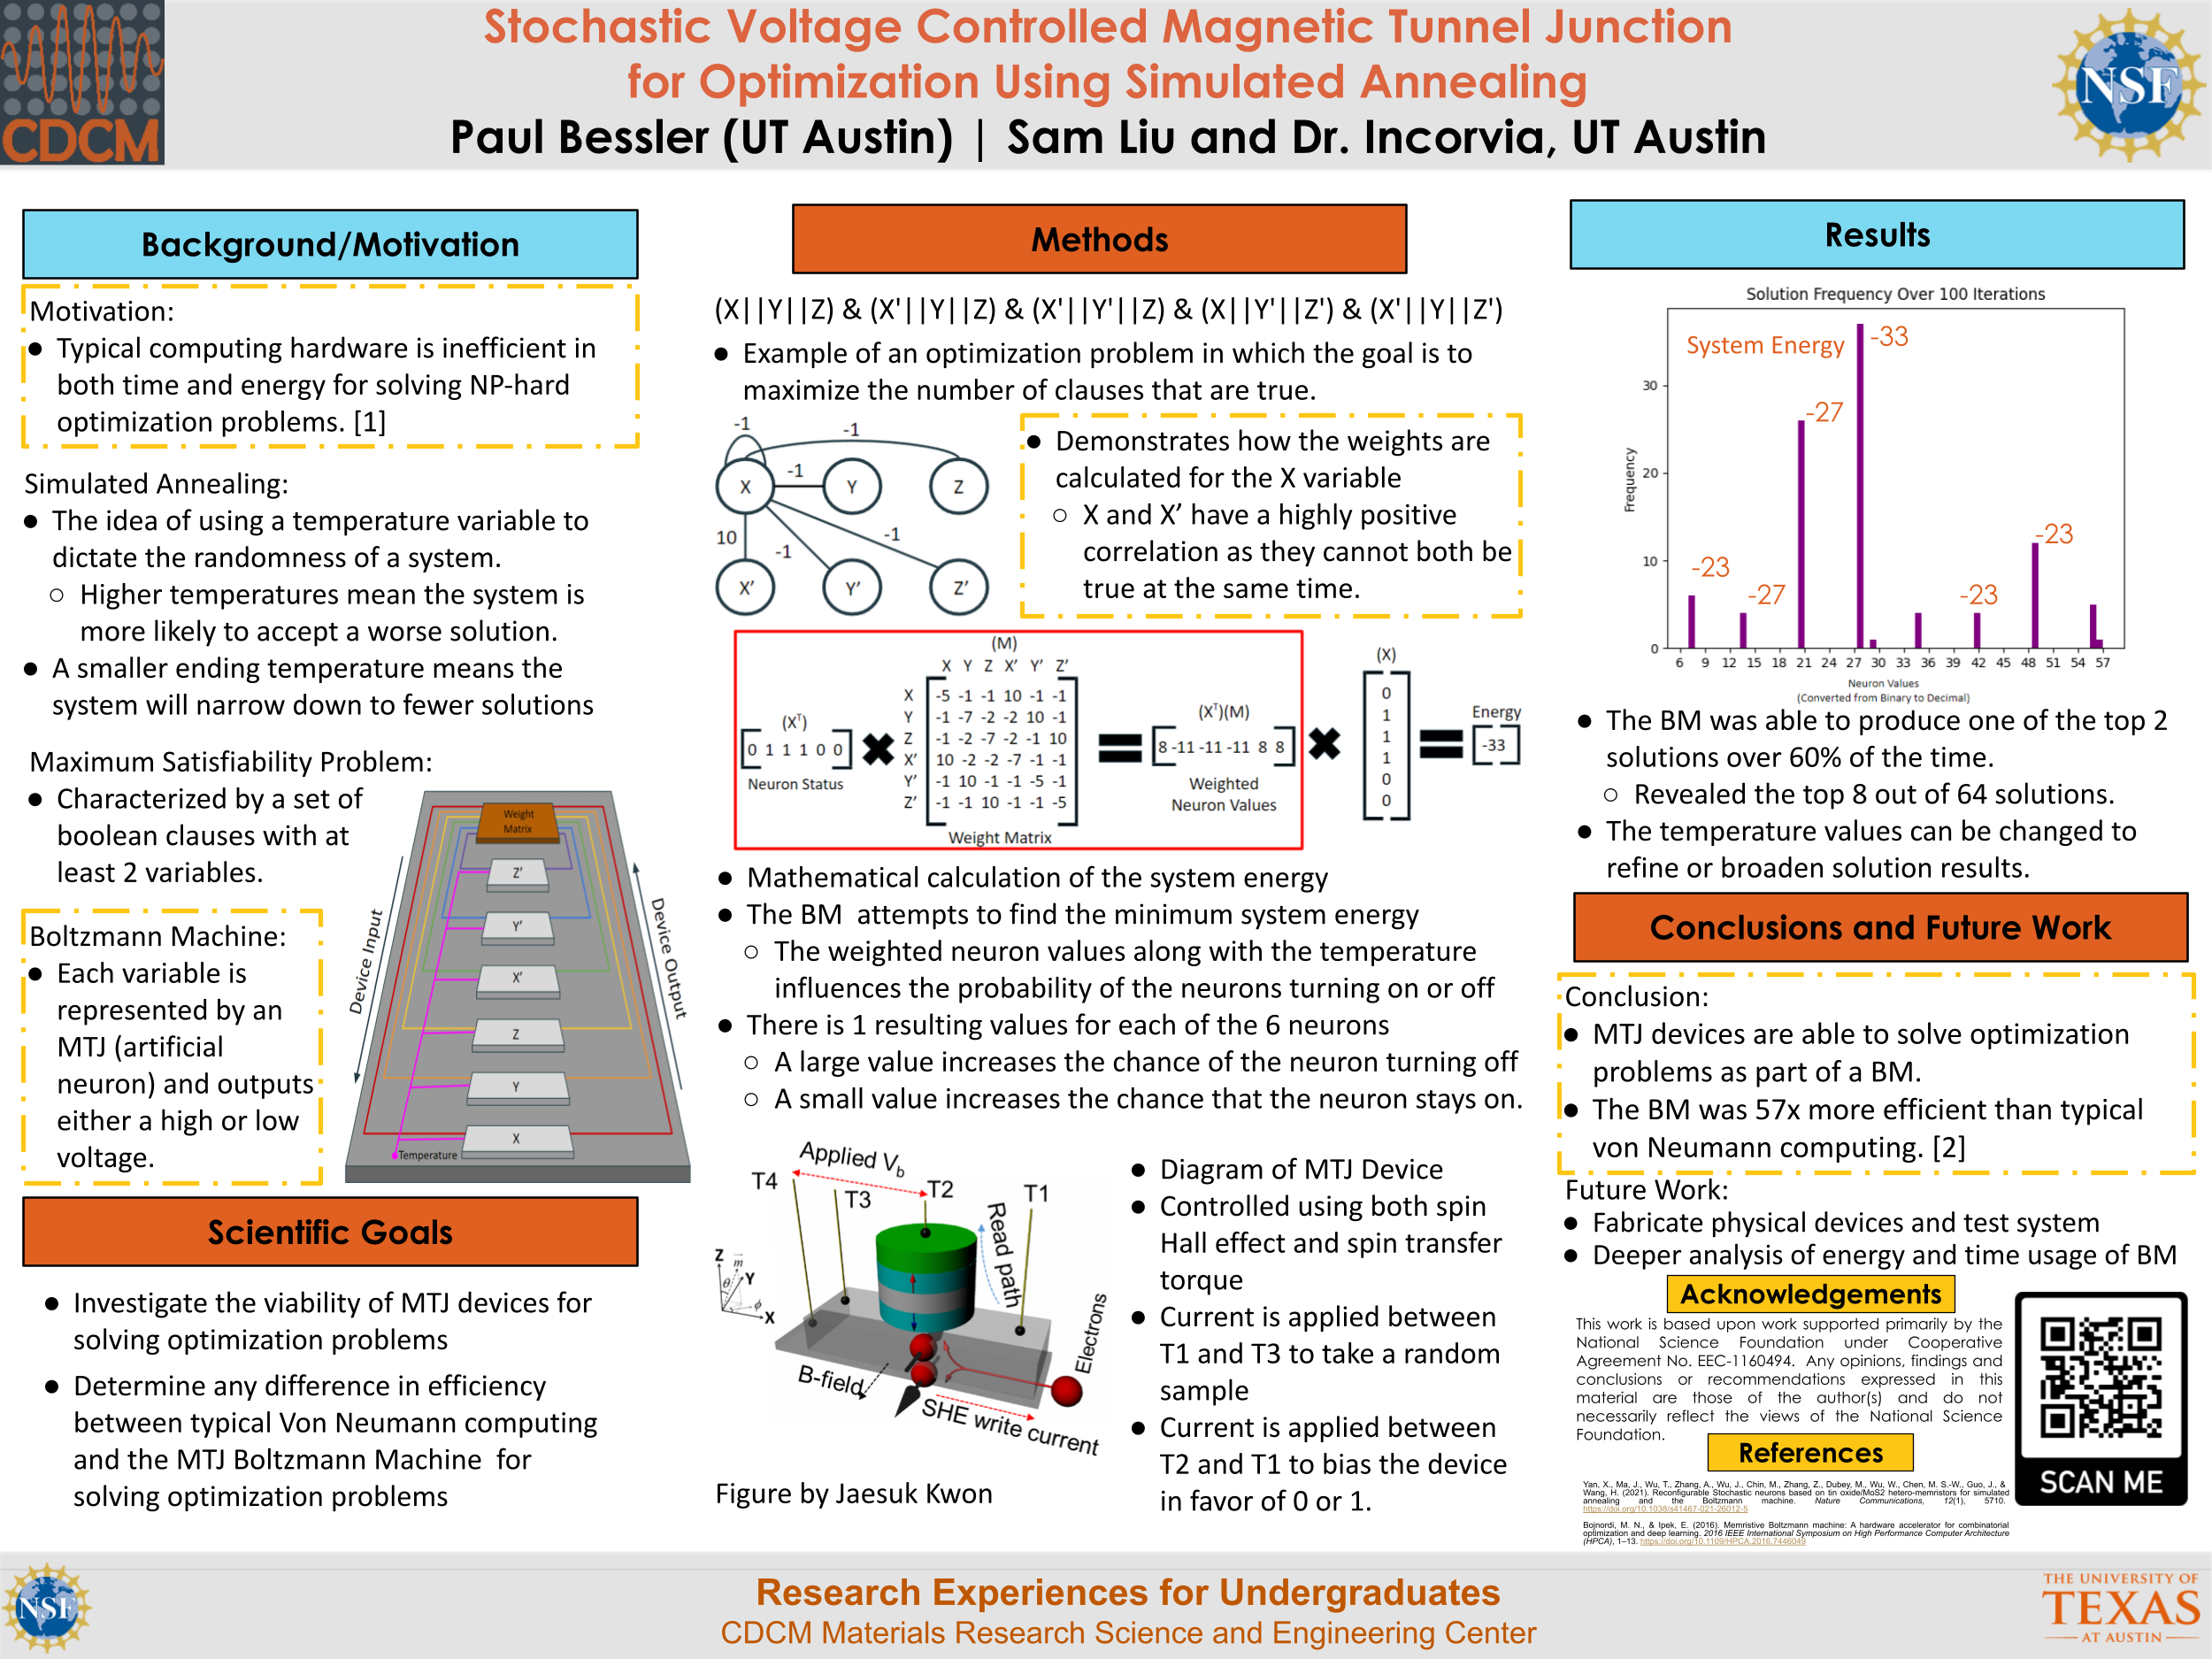 Stochastic Voltage Controlled Magnetic Tunnel Junction
for Optimization Using Simulated Annealing
Paul Bessler (UT Austin) | Sam Liu and Dr. Incorvia, UT Austin
CDCM
NSF
Background/Motivation
Motivation:
● Typical computing hardware is inefficient in
both time and energy for solving NP-hard
optimization problems. [1]
Simulated Annealing:
● The idea of using a temperature variable to
dictate the randomness of a system.
○ Higher temperatures mean the system is
more likely to accept a worse solution.
● A smaller ending temperature means the
system will narrow down to fewer solutions
Maximum Satisfiability Problem:
● Characterized by a set of
boolean clauses with at
least 2 variables.
Boltzmann Machine:
● Each variable is
represented by an
MTJ (artificial
neuron) and outputs
either a high or low
voltage.
Weight
Matrix
Z'
Y'
X'
Z
Y
X
Temperature
Device Input
Device Output
Scientific Goals
● Investigate the viability of MTJ devices for
solving optimization problems
● Determine any difference in efficiency
between typical Von Neumann computing
and the MTJ Boltzmann Machine for
solving optimization problems
Methods
(X||Y||Z) & (X'||Y||Z) & (X'||Y'||Z) & (X||Y'||Z') & (X'||Y||Z')
● Example of an optimization problem in which the goal is to
maximize the number of clauses that are true.
-1
-1
X
-1
Y
Z
10
-1
-1
X'
Y'
Z'
● Demonstrates how the weights are
calculated for the X variable
○ X and X’ have a highly positive
correlation as they cannot both be
true at the same time.
(X^T)
0 1 1 1 0 0
Neuron Status
(M)
X Y Z X' Y' Z'
X -5 -1 -1 10 -1 -1
Y -1 -7 -2 -2 10 -1
Z -1 -2 -7 -2 -1 10
X' 10 -2 -2 -7 -1 -1
Y' -1 10 -1 -1 -5 -1
Z' -1 -1 10 -1 -1 -5
Weight Matrix
(X^T)(M)
8 -11 -11 -11 8 8
Weighted
Neuron Values
(X)
0
1
1
1
0
0
Energy
-33
● Mathematical calculation of the system energy
● The BM attempts to find the minimum system energy
○ The weighted neuron values along with the temperature
influences the probability of the neurons turning on or off
● There is 1 resulting values for each of the 6 neurons
○ A large value increases the chance of the neuron turning off
○ A small value increases the chance that the neuron stays on.
Applied Vb
T4
T3
T2
T1
Read path
Z
m
Y
θ
ϕ
X
B-field
Electrons
SHE write current
Figure by Jaesuk Kwon
● Diagram of MTJ Device
● Controlled using both spin
Hall effect and spin transfer
torque
● Current is applied between
T1 and T3 to take a random
sample
● Current is applied between
T2 and T1 to bias the device
in favor of 0 or 1.
Results
Solution Frequency Over 100 Iterations
System Energy
-33
-27
-23
-27
-23
-23
Frequency
30
20
10
0
6 9 12 15 18 21 24 27 30 33 36 39 42 45 48 51 54 57
Neuron Values
(Converted from Binary to Decimal)
● The BM was able to produce one of the top 2
solutions over 60% of the time.
○ Revealed the top 8 out of 64 solutions.
● The temperature values can be changed to
refine or broaden solution results.
Conclusions and Future Work
Conclusion:
● MTJ devices are able to solve optimization
problems as part of a BM.
● The BM was 57x more efficient than typical
von Neumann computing. [2]
Future Work:
● Fabricate physical devices and test system
● Deeper analysis of energy and time usage of BM
Acknowledgements
This work is based upon work supported primarily by the
National Science Foundation under Cooperative
Agreement No. EEC-1160494. Any opinions, findings and
conclusions or recommendations expressed in this
material are those of the author(s) and do not
necessarily reflect the views of the National Science
Foundation.
SCAN ME
References
Yan, X., Ma, J., Wu, T., Zhang, A., Wu, J., Chin, M., Zhang, Z., Dubey, M., Wu, W., Chen, M. S.-W., Guo, J., &
Wang, H. (2021). Reconfigurable Stochastic neurons based on tin oxide/MoS2 hetero-memristors for simulated
annealing and the Boltzmann machine. Nature Communications, 12(1), 5710.
https://doi.org/10.1038/s41467-021-26012-5
Bojnordi, M. N., & Ipek, E. (2016). Memristive Boltzmann machine: A hardware accelerator for combinatorial
optimization and deep learning. 2016 IEEE International Symposium on High Performance Computer Architecture
(HPCA), 1–13. https://doi.org/10.1109/HPCA.2016.7446049
NSF
Research Experiences for Undergraduates
CDCM Materials Research Science and Engineering Center
THE UNIVERSITY OF
TEXAS
AT AUSTIN